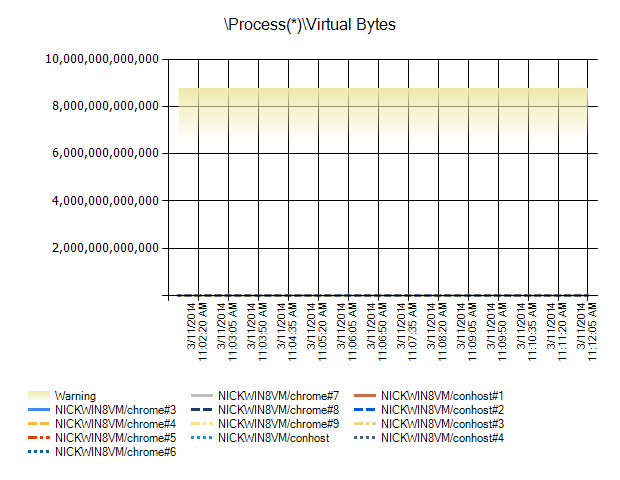 \Process(*)\Virtual Bytes
10,000,000,000,000
8,000,000,000,000
6,000,000,000,000
4,000,000,000,000
2,000,000,000,000
3/11/2014 11:02:20 AM
3/11/2014 11:03:05 AM
3/11/2014 11:03:50 AM
3/11/2014 11:04:35 AM
3/11/2014 11:05:20 AM
3/11/2014 11:06:05 AM
3/11/2014 11:06:50 AM
3/11/2014 11:07:35 AM
3/11/2014 11:08:20 AM
3/11/2014 11:09:05 AM
3/11/2014 11:09:50 AM
3/11/2014 11:10:35 AM
3/11/2014 11:11:20 AM
3/11/2014 11:12:05 AM
Warning NICKWIN8VM/chrome#7 NICKWIN8VM/conhost#1
NICKWIN8VM/chrome#3 NICKWIN8VM/chrome#8 NICKWIN8VM/conhost#2
NICKWIN8VM/chrome#4 NICKWIN8VM/chrome#9 NICKWIN8VM/conhost#3
NICKWIN8VM/chrome#5 NICKWIN8VM/conhost NICKWIN8VM/conhost#4
NICKWIN8VM/chrome#6